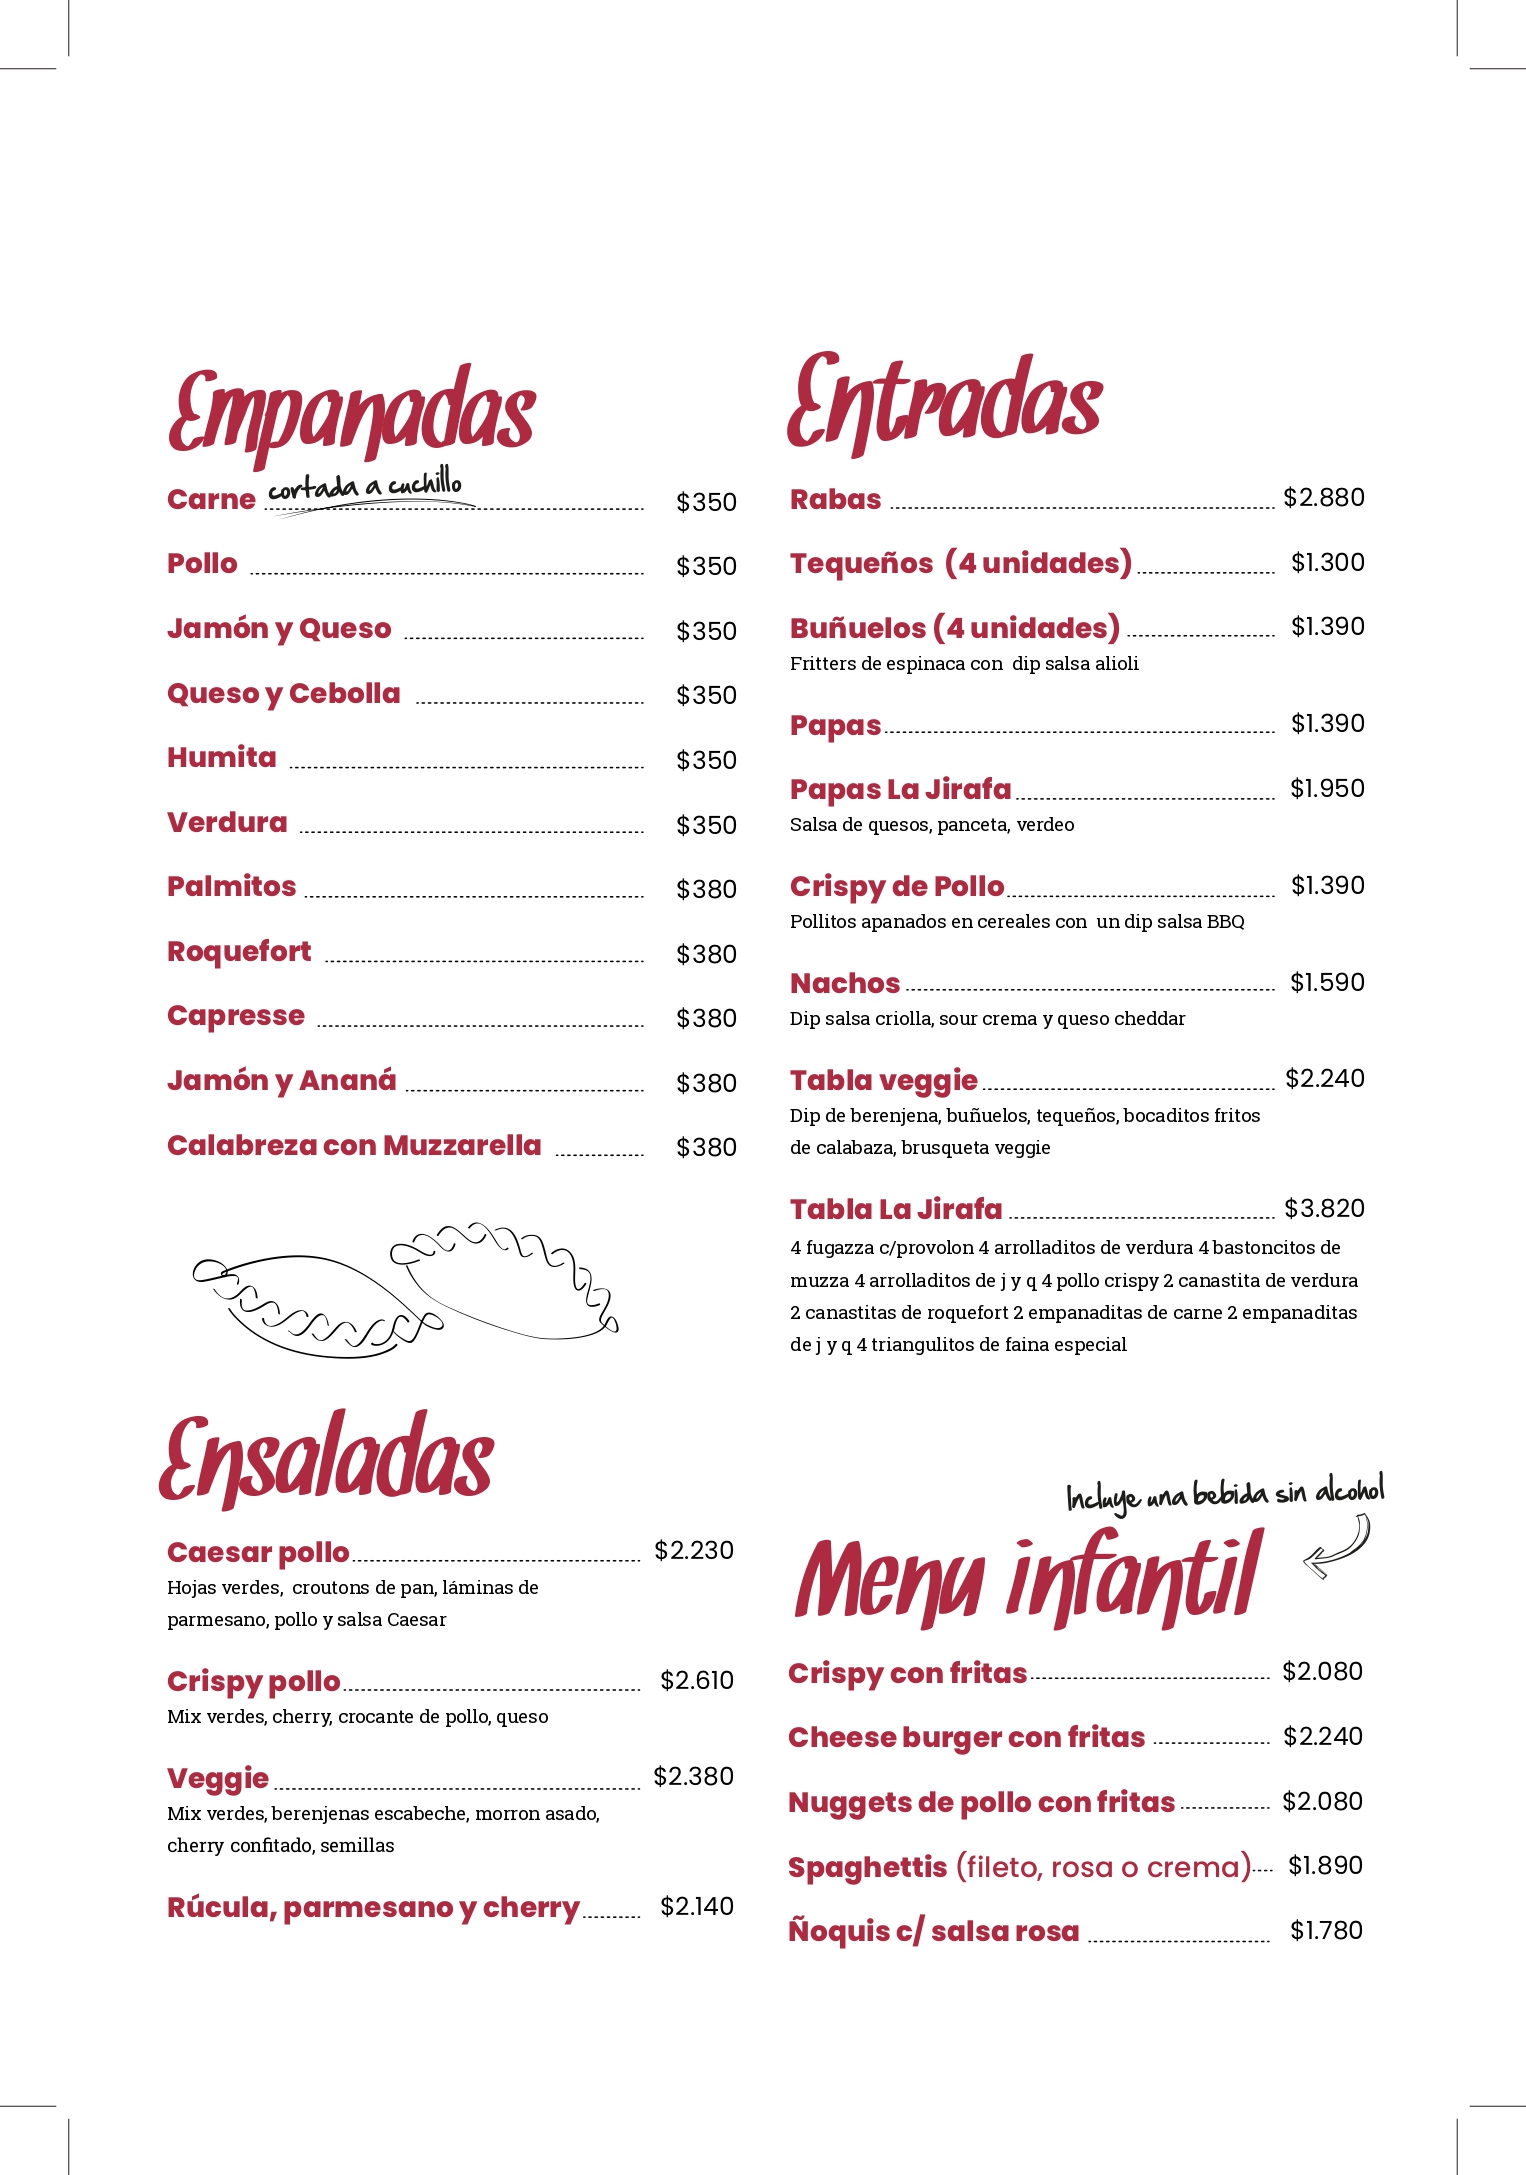 Empanadas
Carne cortada a cuchillo $350
Pollo $350
Jamón y Queso $350
Queso y Cebolla $350
Humita $350
Verdura $350
Palmitos $380
Roquefort $380
Capresse $380
Jamón y Ananá $380
Calabreza con Muzzarella $380
Ensaladas
Caesar pollo $2.230
Hojas verdes, croutons de pan, láminas de
parmesano, pollo y salsa Caesar
Crispy pollo $2.610
Mix verdes, cherry, crocante de pollo, queso
Veggie $2.380
Mix verdes, berenjenas escabeche, morron asado,
cherry confitado, semillas
Rúcula, parmesano y cherry $2.140
Entradas
Rabas $2.880
Tequeños (4 unidades) $1.300
Buñuelos (4 unidades) $1.390
Fritters de espinaca con dip salsa alioli
Papas $1.390
Papas La Jirafa $1.950
Salsa de quesos, panceta, verdeo
Crispy de Pollo $1.390
Pollitos apanados en cereales con un dip salsa BBQ
Nachos $1.590
Dip salsa criolla, sour crema y queso cheddar
Tabla veggie $2.240
Dip de berenjena, buñuelos, tequeños, bocaditos fritos
de calabaza, brusqueta veggie
Tabla La Jirafa $3.820
4 fugazza c/provolon 4 arrolladitos de verdura 4 bastoncitos de
muzza 4 arrolladitos de j y q 4 pollo crispy 2 canastita de verdura
2 canastitas de roquefort 2 empanaditas de carne 2 empanaditas
de j y q 4 triangulitos de faina especial
Incluye una bebida sin alcohol
Menu infantil
Crispy con fritas $2.080
Cheese burger con fritas $2.240
Nuggets de pollo con fritas $2.080
Spaghettis (fileto, rosa o crema) $1.890
Ñoquis c/ salsa rosa $1.780